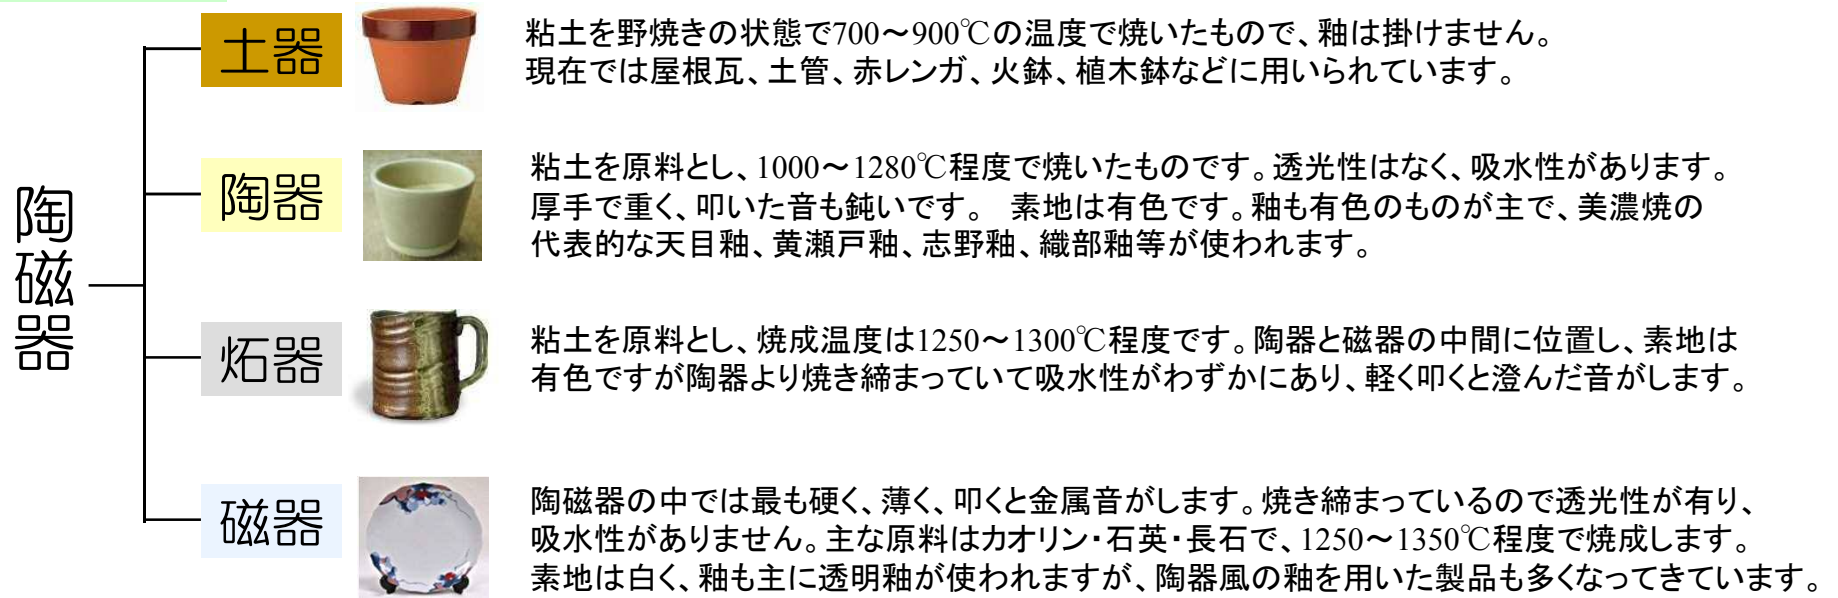 陶磁器
土器
粘土を野焼きの状態で700～900℃の温度で焼いたもので、釉は掛けません。
現在では屋根瓦、土管、赤レンガ、火鉢、植木鉢などに用いられています。
陶器
粘土を原料とし、1000～1280℃程度で焼いたものです。透光性はなく、吸水性があります。
厚手で重く、叩いた音も鈍いです。　素地は有色です。釉も有色のものが主で、美濃焼の
代表的な天目釉、黄瀬戸釉、志野釉、織部釉等が使われます。
炻器
粘土を原料とし、焼成温度は1250～1300℃程度です。陶器と磁器の中間に位置し、素地は
有色ですが陶器より焼き締まっていて吸水性がわずかにあり、軽く叩くと澄んだ音がします。
磁器
陶磁器の中では最も硬く、薄く、叩くと金属音がします。焼き締まっているので透光性が有り、
吸水性がありません。主な原料はカオリン・石英・長石で、1250～1350℃程度で焼成します。
素地は白く、釉も主に透明釉が使われますが、陶器風の釉を用いた製品も多くなってきています。